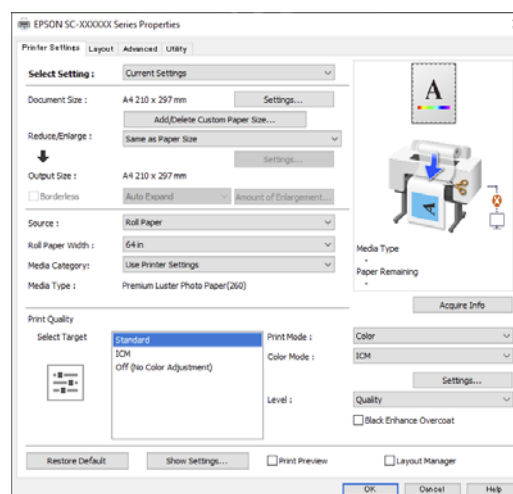 EPSON SC-XXXXXX Series Properties
Printer Settings Layout Advanced Utility
Select Setting : Current Settings
Document Size : A4 210 x 297 mm Settings...
Add/Delete Custom Paper Size...
Reduce/Enlarge : Same as Paper Size
Settings...
Output Size : A4 210 x 297 mm
Borderless Auto Expand Amount of Enlargement...
Source : Roll Paper
Roll Paper Width : 64 in
Media Category: Use Printer Settings
Media Type : Premium Luster Photo Paper(260)
A
A
Media Type
-
Paper Remaining
-
Acquire Info
Print Quality
Select Target
Standard
ICM
Off (No Color Adjustment)
Print Mode : Color
Color Mode : ICM
Settings...
Level : Quality
Black Enhance Overcoat
Restore Default Show Settings... Print Preview Layout Manager
OK Cancel Help